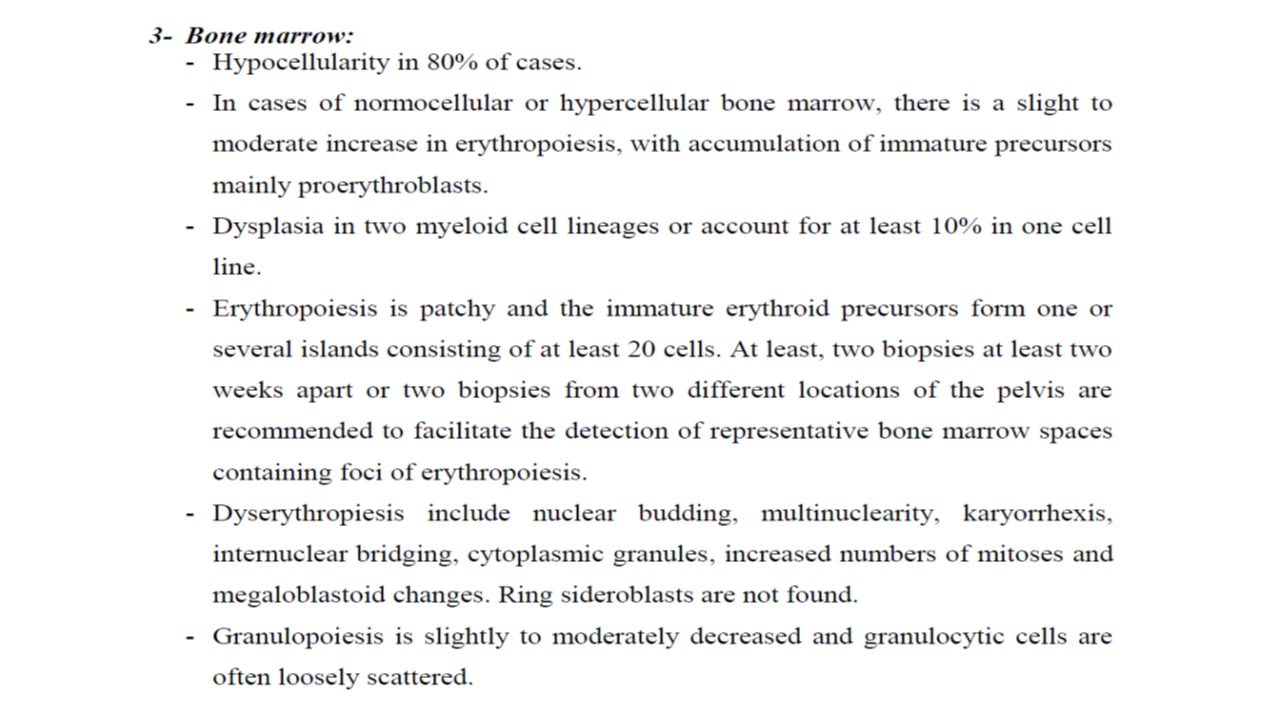 3- Bone marrow:
- Hypocellularity in 80% of cases.
- In cases of normocellular or hypercellular bone marrow, there is a slight to
moderate increase in erythropoiesis, with accumulation of immature precursors
mainly proerythroblasts.
- Dysplasia in two myeloid cell lineages or account for at least 10% in one cell
line.
- Erythropoiesis is patchy and the immature erythroid precursors form one or
several islands consisting of at least 20 cells. At least, two biopsies at least two
weeks apart or two biopsies from two different locations of the pelvis are
recommended to facilitate the detection of representative bone marrow spaces
containing foci of erythropoiesis.
- Dyserythropiesis include nuclear budding, multinuclearity, karyorrhexis,
internuclear bridging, cytoplasmic granules, increased numbers of mitoses and
megaloblastoid changes. Ring sideroblasts are not found.
- Granulopoiesis is slightly to moderately decreased and granulocytic cells are
often loosely scattered.